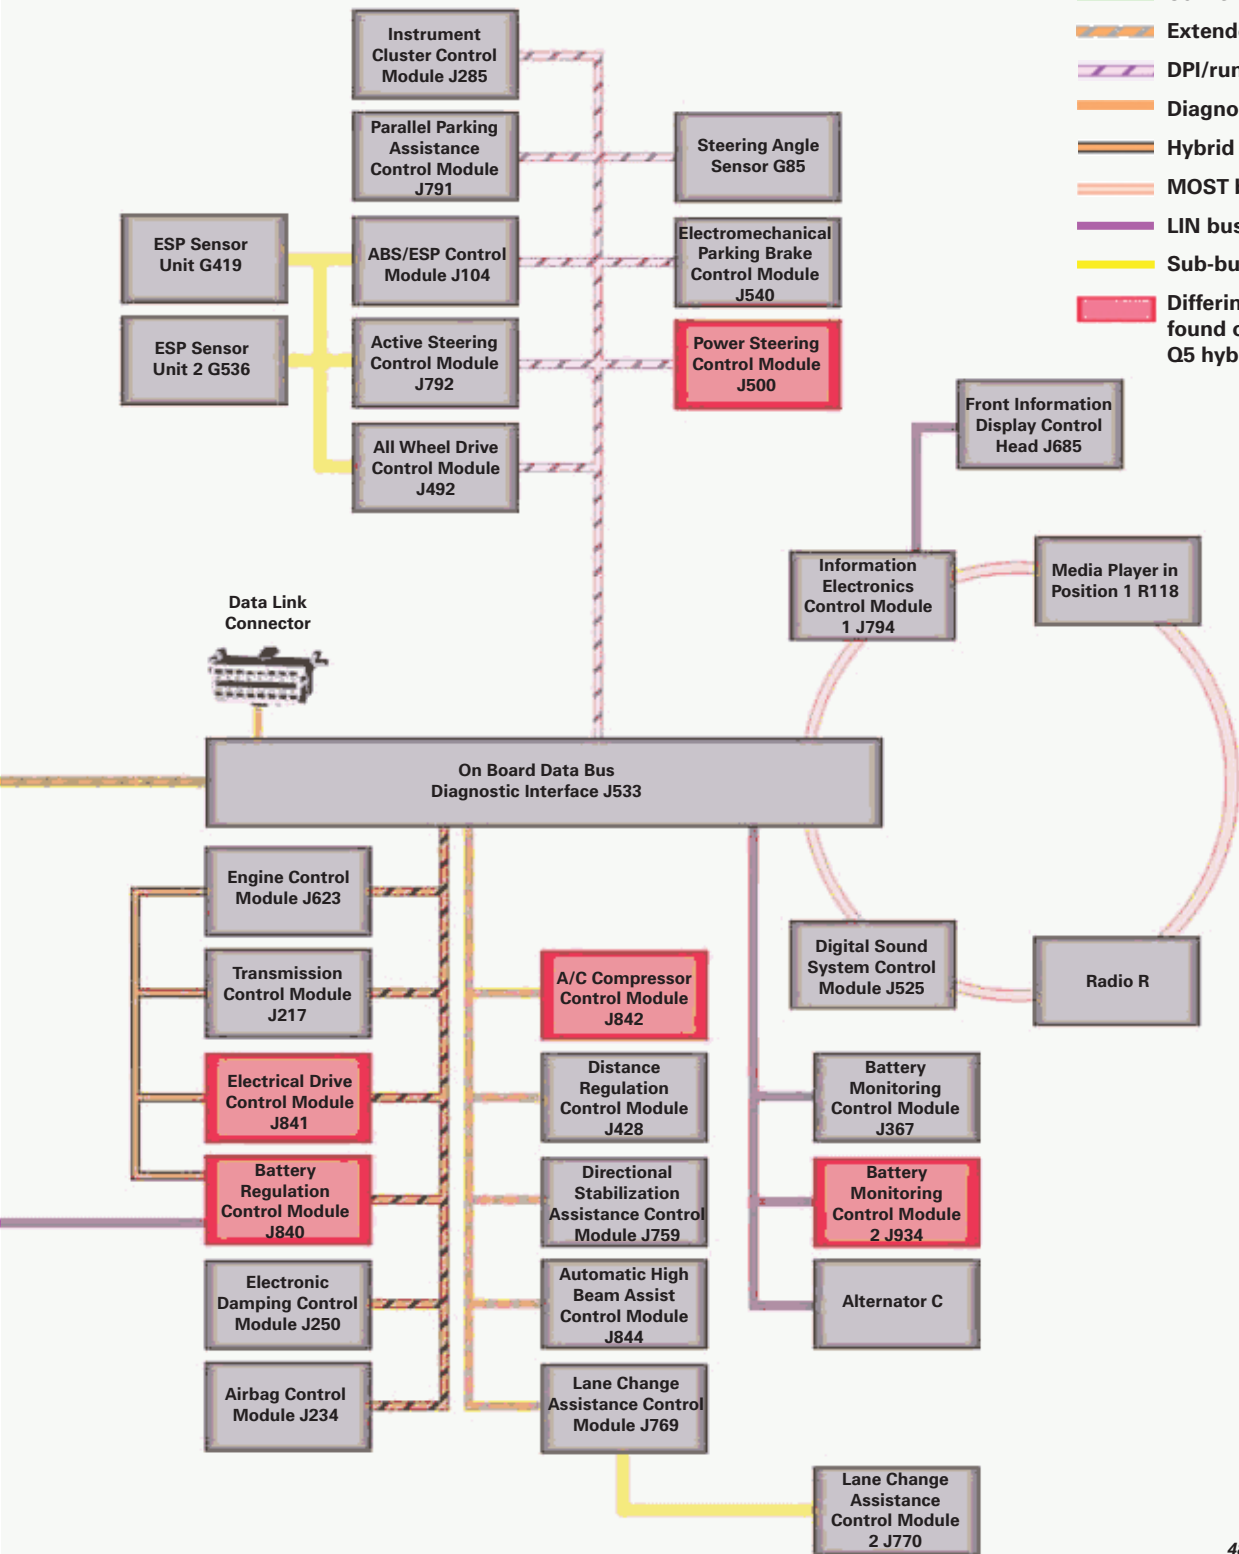 Instrument
Cluster Control
Module J285
Parallel Parking
Assistance
Control Module
J791
Steering Angle
Sensor G85
ESP Sensor
Unit G419
ABS/ESP Control
Module J104
Electromechanical
Parking Brake
Control Module
J540
ESP Sensor
Unit 2 G536
Active Steering
Control Module
J792
Power Steering
Control Module
J500
All Wheel Drive
Control Module
J492
Extend
DPI/run
Diagno
Hybrid
MOST
LIN bus
Sub-bu
Differin
found
Q5 hyb
Front Information
Display Control
Head J685
Information
Electronics
Control Module
1 J794
Media Player in
Position 1 R118
Data Link
Connector
On Board Data Bus
Diagnostic Interface J533
Engine Control
Module J623
Transmission
Control Module
J217
Electrical Drive
Control Module
J841
Battery
Regulation
Control Module
J840
Electronic
Damping Control
Module J250
Airbag Control
Module J234
A/C Compressor
Control Module
J842
Distance
Regulation
Control Module
J428
Directional
Stabilization
Assistance Control
Module J759
Automatic High
Beam Assist
Control Module
J844
Lane Change
Assistance Control
Module J769
Digital Sound
System Control
Module J525
Radio R
Battery
Monitoring
Control Module
J367
Battery
Monitoring
Control Module
2 J934
Alternator C
Lane Change
Assistance
Control Module
2 J770